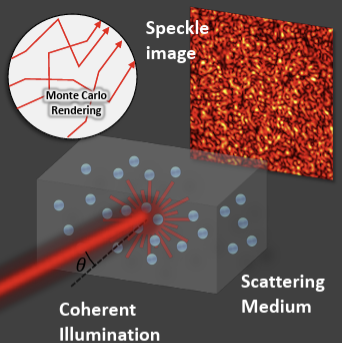 Speckle
image
Monte Carlo
Rendering
θ
Scattering
Medium
Coherent
Illumination